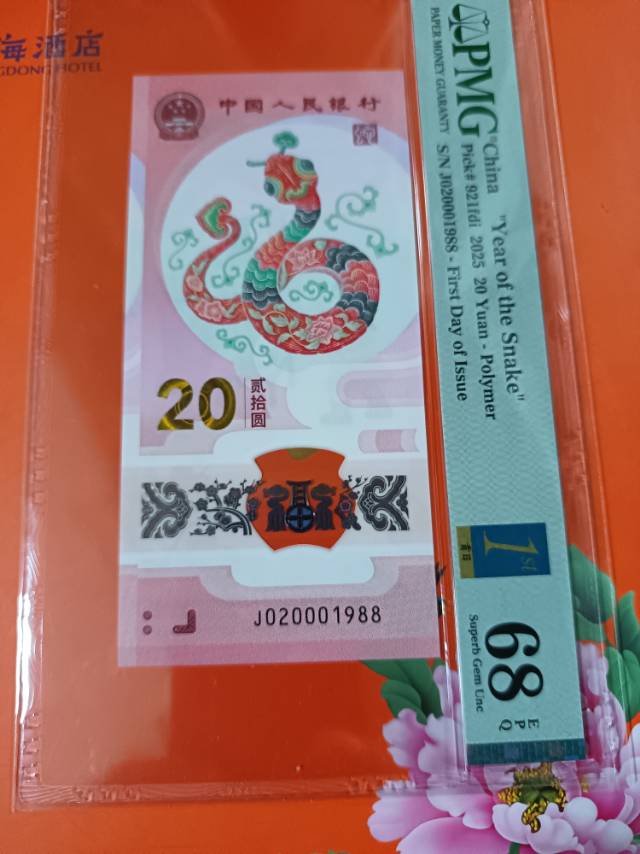 海酒店
GDONG HOTEL
中国人民银行
20
贰拾圆
J020001988
PMG
PAPER MONEY GUARANTY
"China
Pick# 921fdi 2025 20 Yuan - Polymer
S/N J020001988 - First Day of Issue
"Year of the Snake"
1st
首日
68
EPQ
Superb Gem Unc